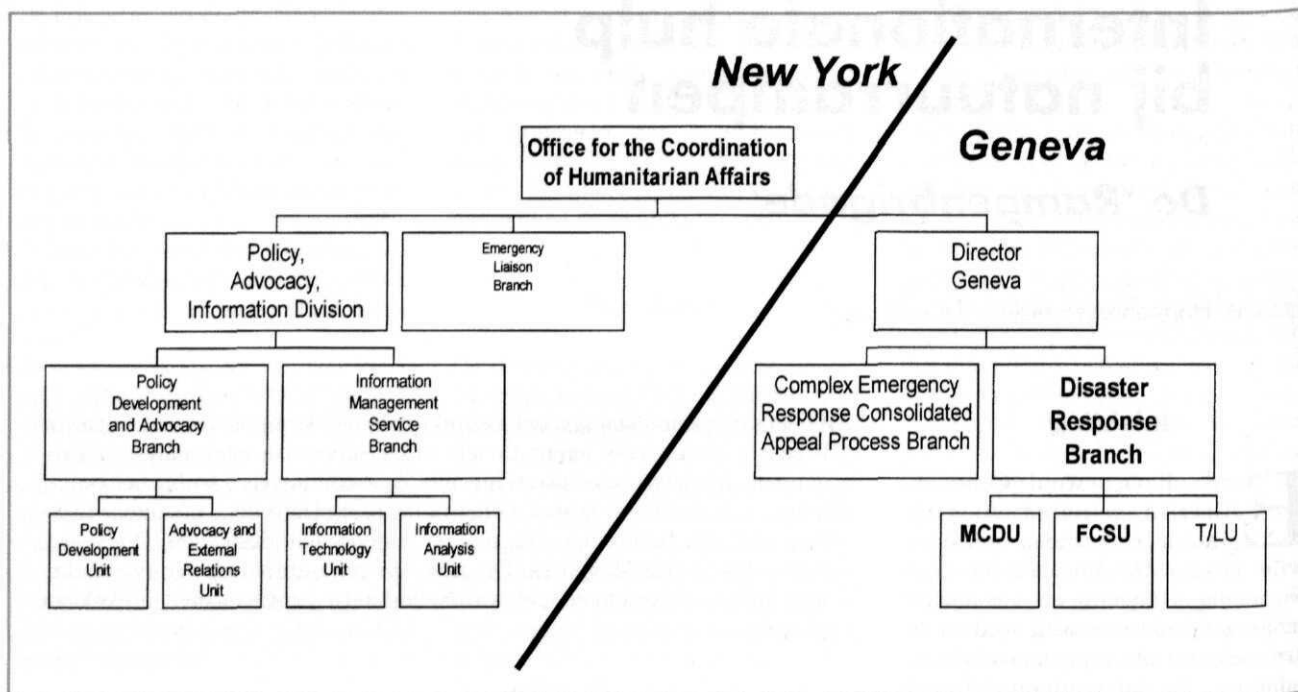 New York
Geneva
Office for the Coordination
of Humanitarian Affairs
Policy,
Advocacy,
Information Division
Emergency
Liaison
Branch
Director
Geneva
Policy
Development
and Advocacy
Branch
Information
Management
Service
Branch
Complex Emergency
Response Consolidated
Appeal Process Branch
Disaster
Response
Branch
Policy
Development
Unit
Advocacy and
External
Relations
Unit
Information
Technology
Unit
Information
Analysis
Unit
MCDU
FCSU
T/LU